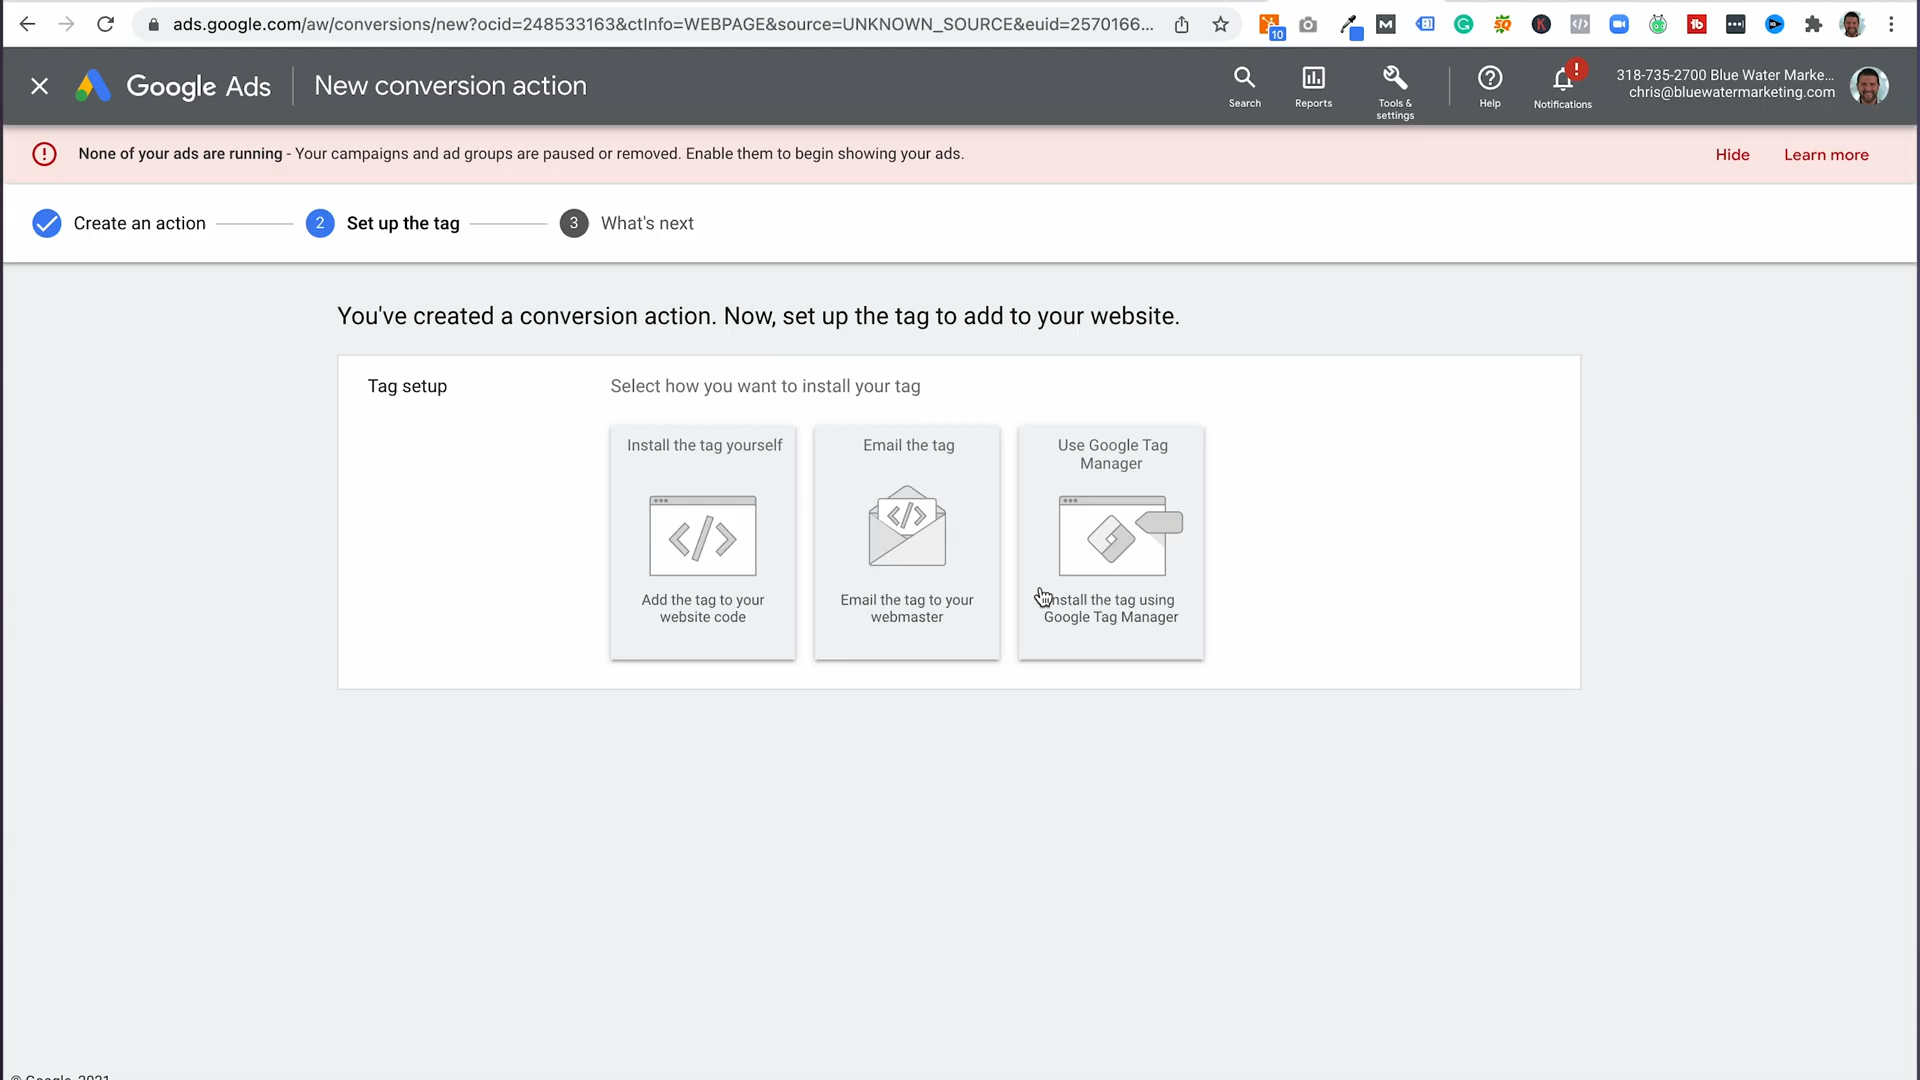 ads.google.com/aw/conversions/new?ocid=248533163&ctInfo=WEBPAGE&source=UNKNOWN_SOURCE&euid=2570166...
10
Google Ads
New conversion action
Search
Reports
Tools &
settings
Help
Notifications
318-735-2700 Blue Water Marke...
chris@bluewatermarketing.com
None of your ads are running - Your campaigns and ad groups are paused or removed. Enable them to begin showing your ads.
Hide
Learn more
Create an action
2
Set up the tag
3
What's next
You've created a conversion action. Now, set up the tag to add to your website.
Tag setup
Select how you want to install your tag
Install the tag yourself
Add the tag to your
website code
Email the tag
Email the tag to your
webmaster
Use Google Tag
Manager
Install the tag using
Google Tag Manager
© Google, 2021